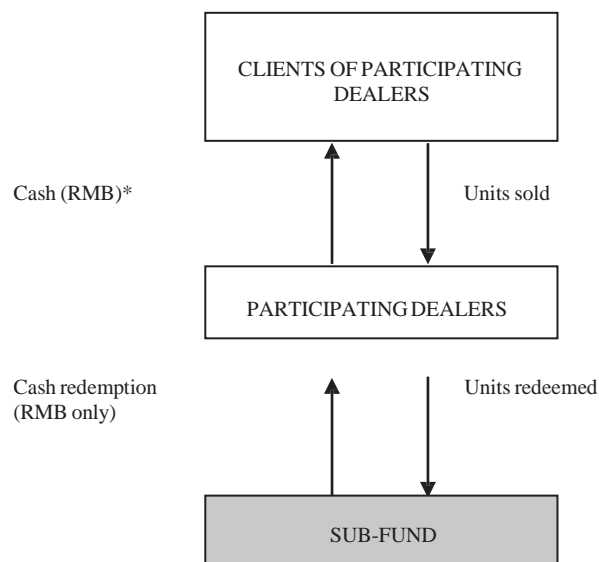 CLIENTS OF PARTICIPATING
DEALERS
Cash (RMB)*
Units sold
PARTICIPATING DEALERS
Cash redemption
(RMB only)
Units redeemed
SUB-FUND